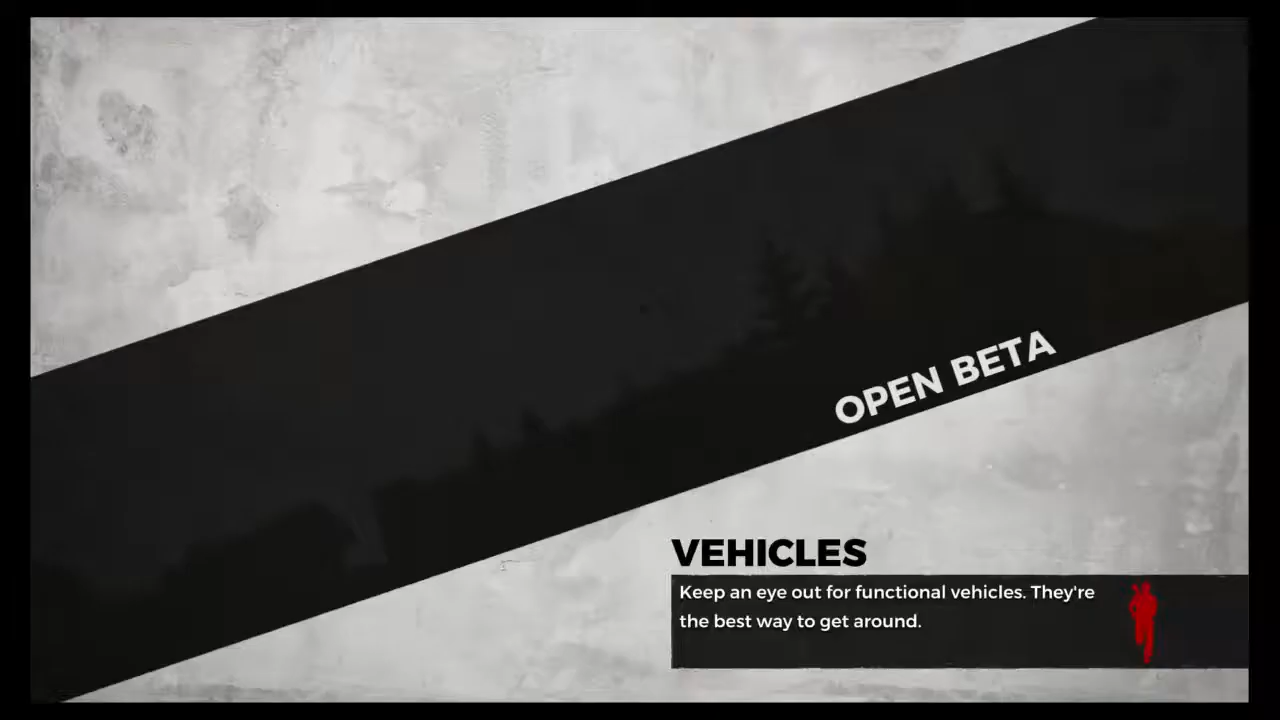 OPEN BETA
VEHICLES
Keep an eye out for functional vehicles. They're
the best way to get around.